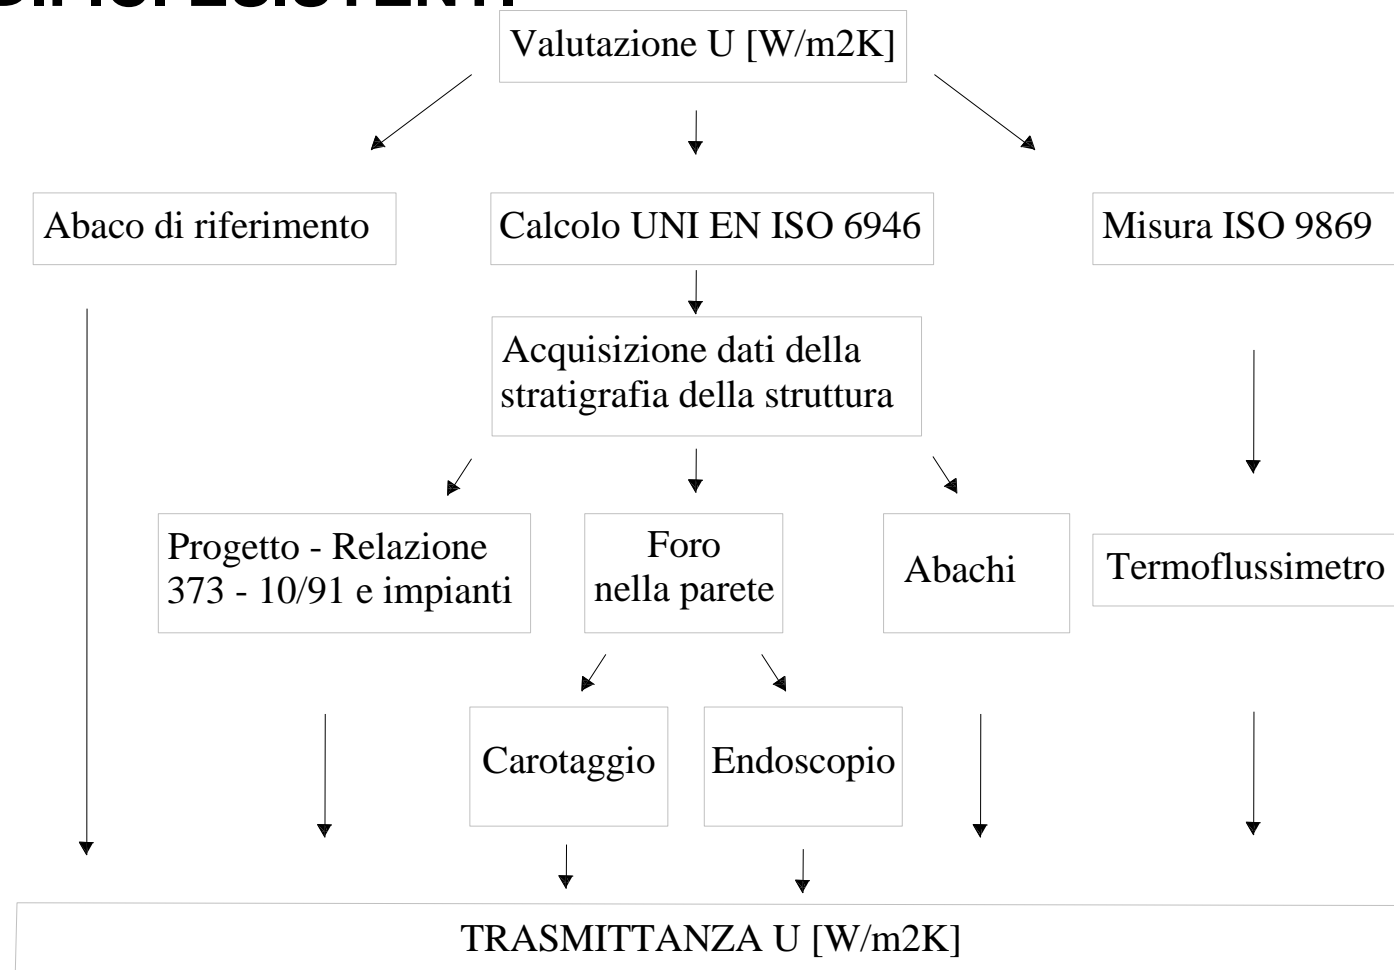 Valutazione U [W/m2K]
Abaco di riferimento
Calcolo UNI EN ISO 6946
Misura ISO 9869
Acquisizione dati della
stratigrafia della struttura
Progetto - Relazione
373 - 10/91 e impianti
Foro
nella parete
Abachi
Termoflussimetro
Carotaggio
Endoscopio
TRASMITTANZA U [W/m2K]